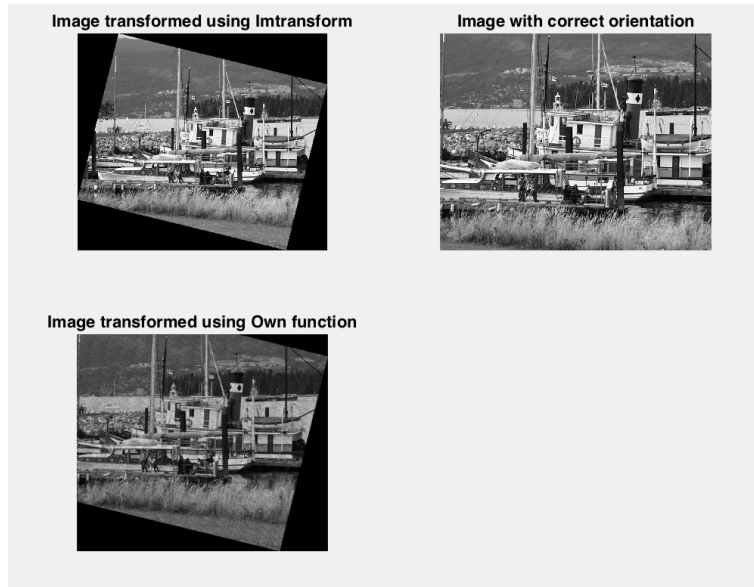 Image transformed using Imtransform
Image with correct orientation
Image transformed using Own function